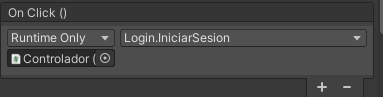 On Click ()
Runtime Only Login.IniciarSesion
Controlador (
+ −